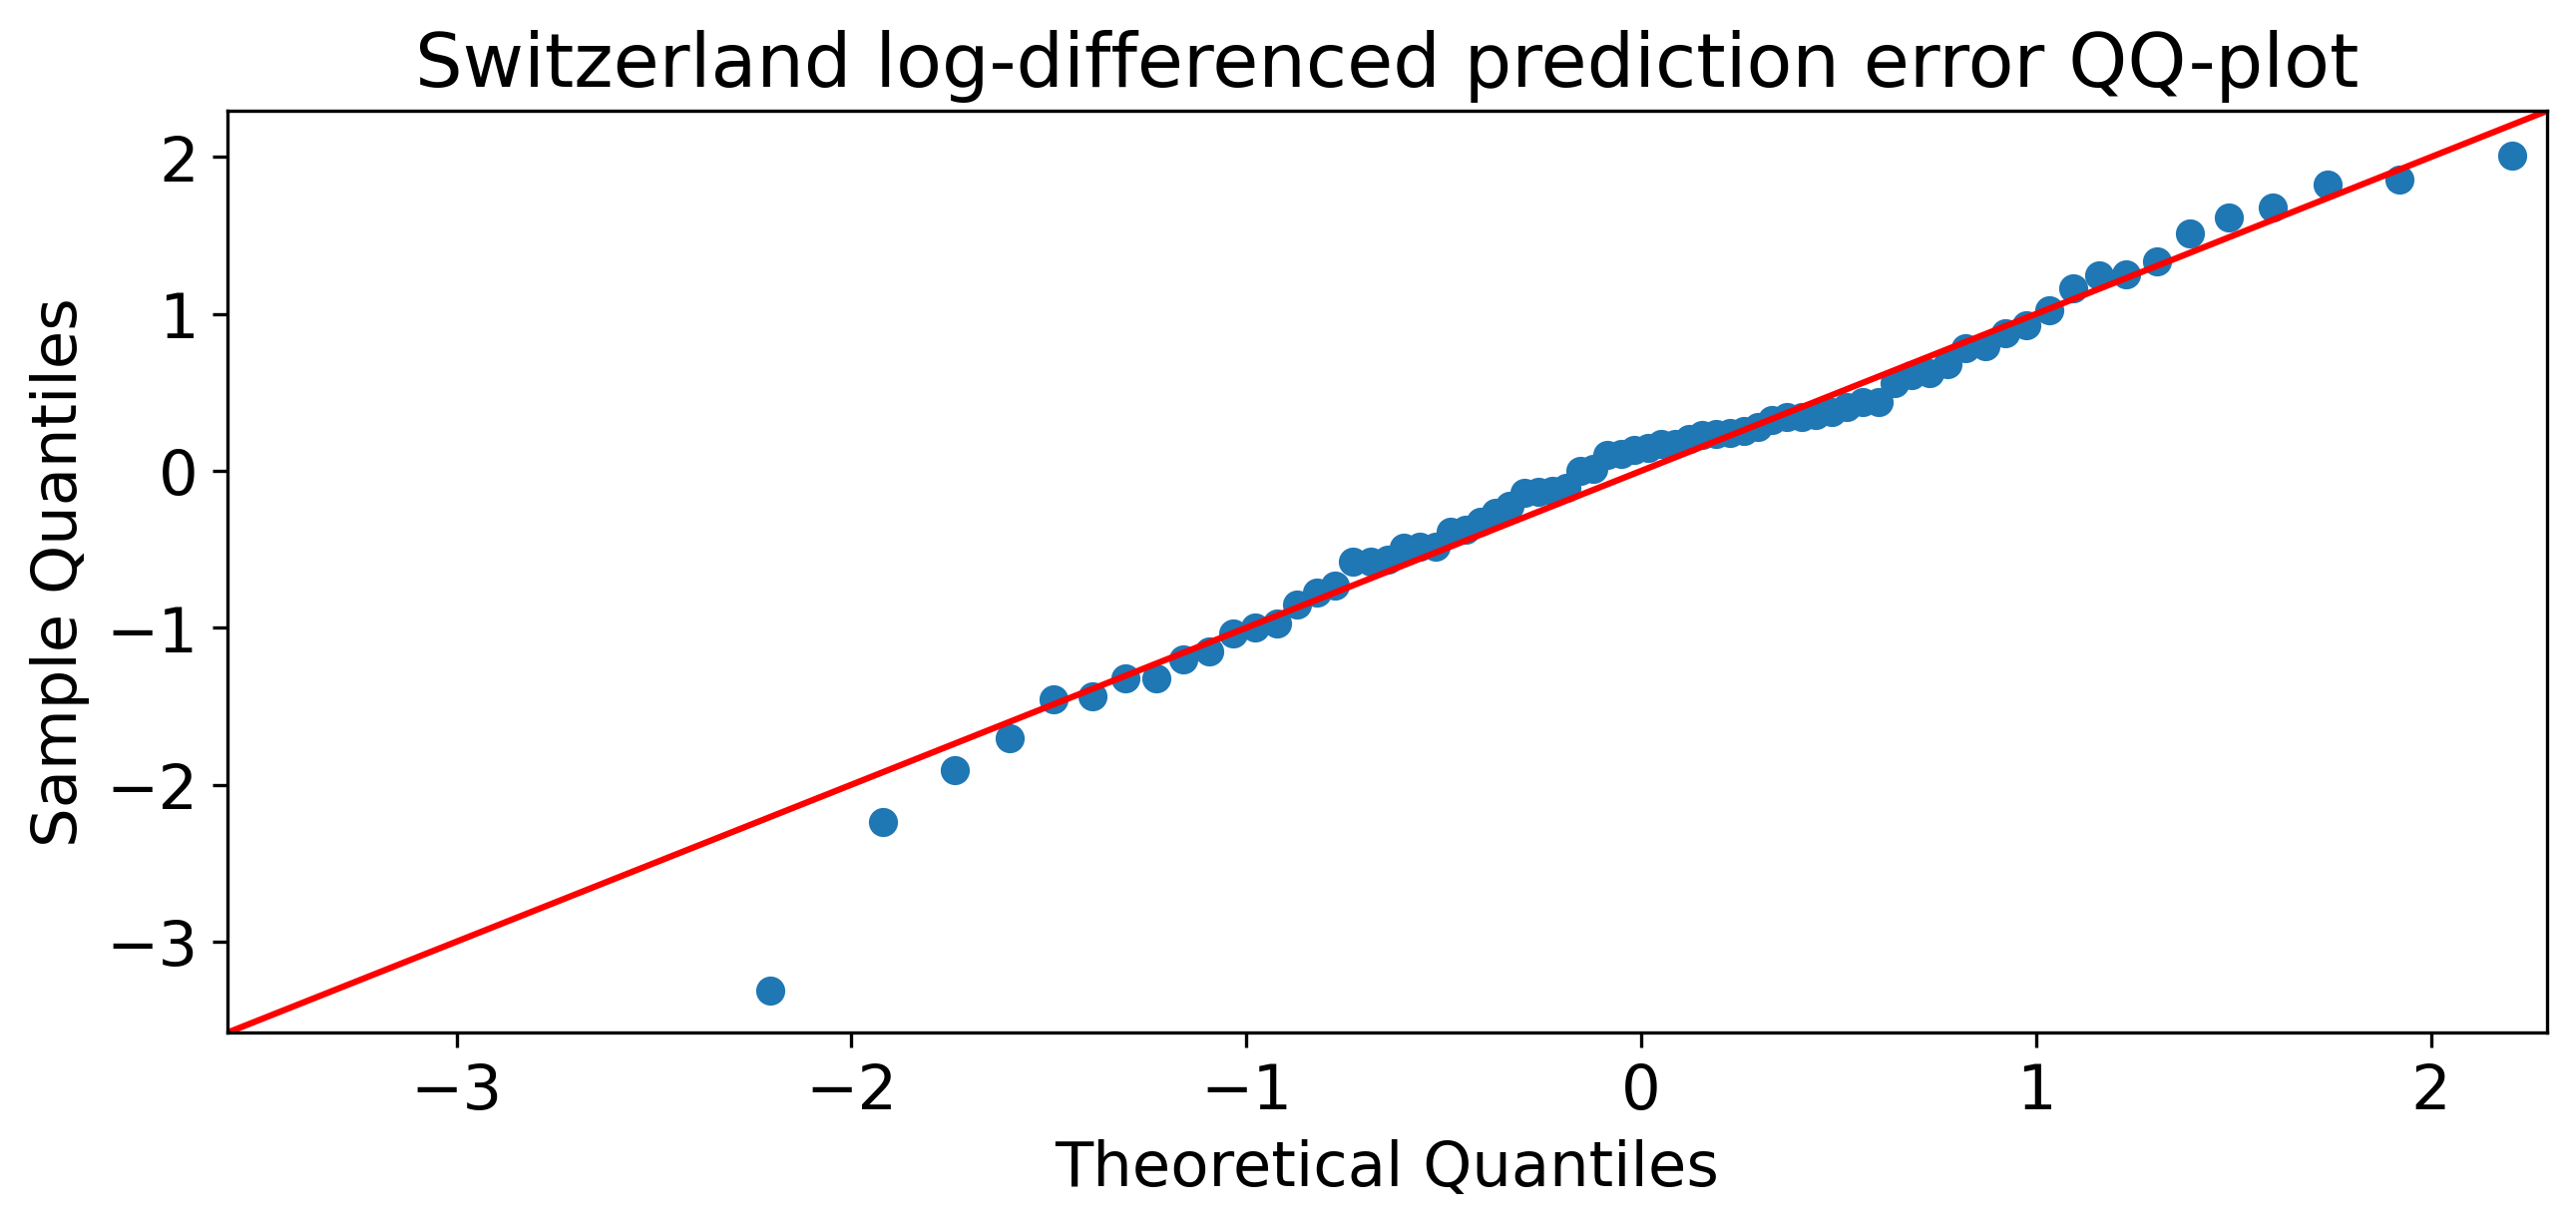 Switzerland log-differenced prediction error QQ-plot
2
1
0
−1
−2
−3
Sample Quantiles
−3 −2 −1 0 1 2
Theoretical Quantiles